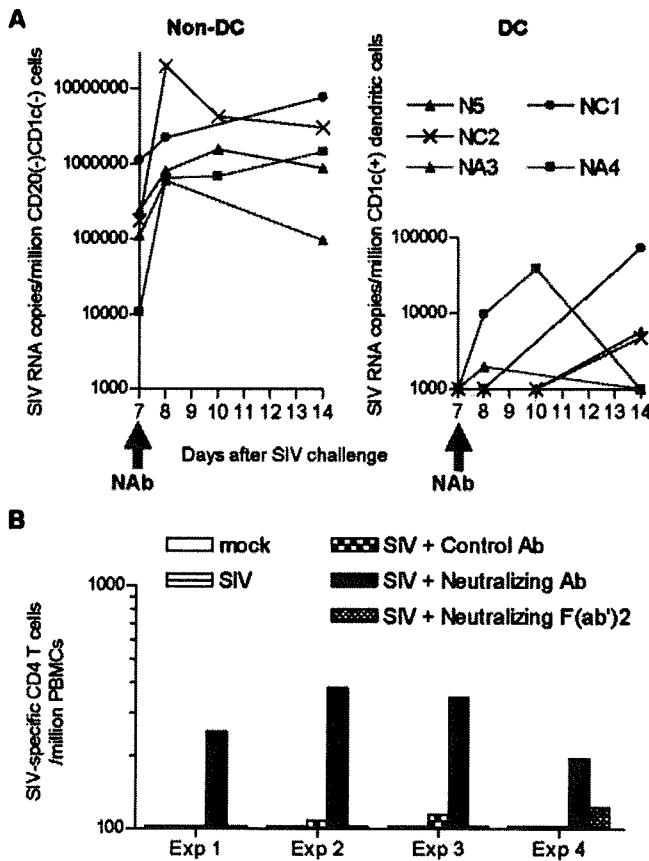 A
Non-DC
DC
SIV RNA copies/million CD20(-)CD1c(-) cells
10000000
1000000
100000
10000
1000
7 8 9 10 11 12 13 14
N5
NC1
NC2
NA3
NA4
SIV RNA copies/million CD1c(+) dendritic cells
100000
10000
1000
7 8 9 10 11 12 13 14
Days after SIV challenge
NAb
NAb
B
SIV-specific CD4 T cells
/million PBMCs
1000
100
mock
SIV
SIV + Control Ab
SIV + Neutralizing Ab
SIV + Neutralizing F(ab')2
Exp 1
Exp 2
Exp 3
Exp 4